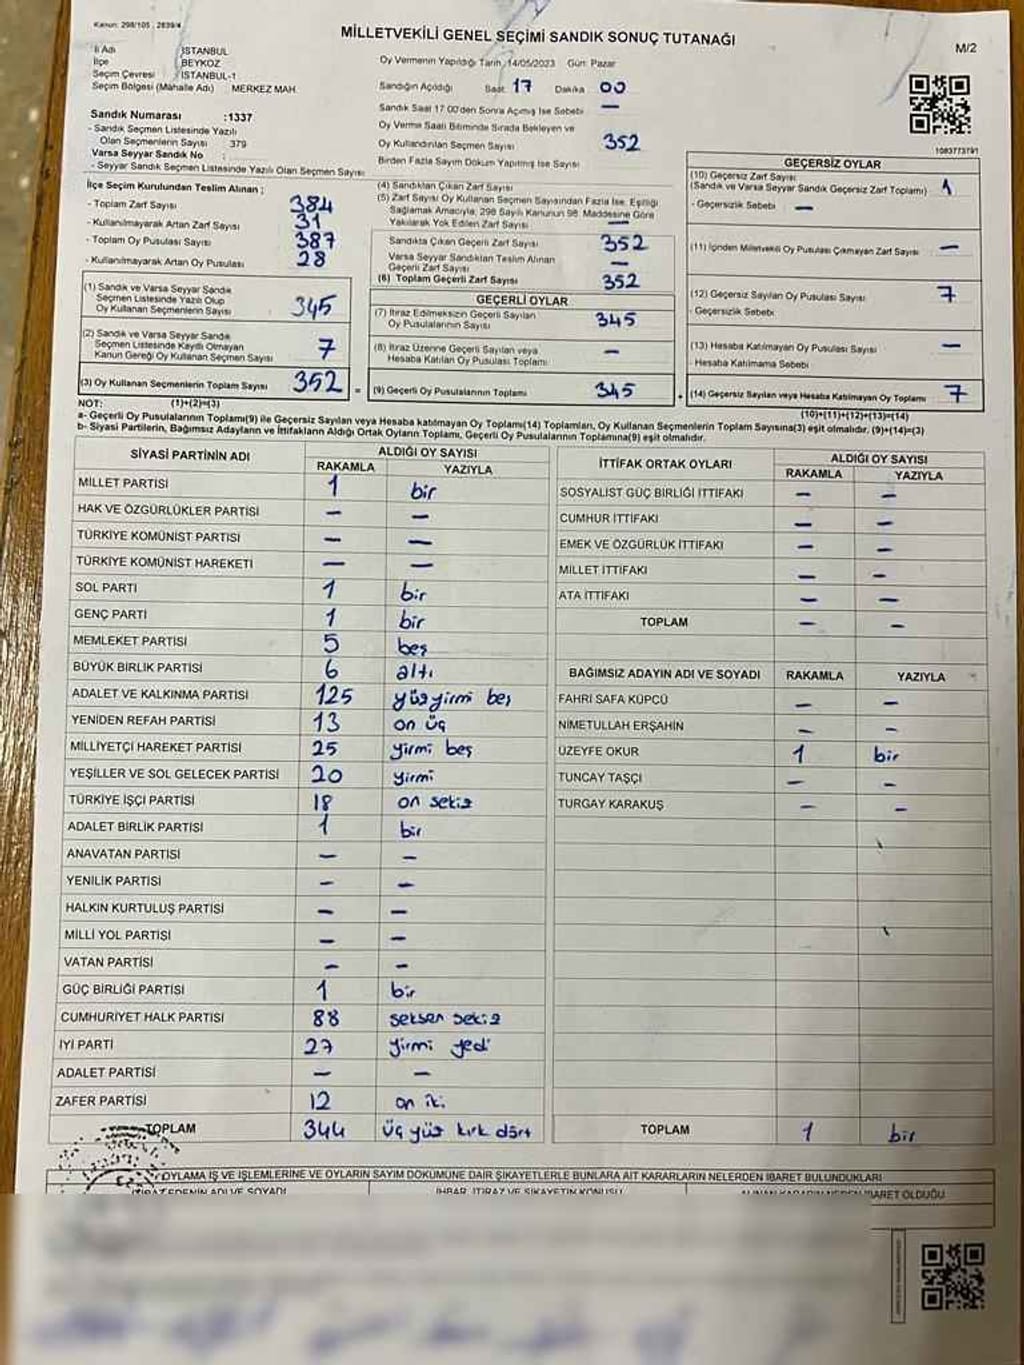 Kanun: 298/105 , 2839/4
MİLLETVEKİLİ GENEL SEÇİMİ SANDIK SONUÇ TUTANAĞI
M/2
İl Adı İSTANBUL
İlçe BEYKOZ
Seçim Çevresi İSTANBUL-1
Seçim Bölgesi (Mahalle Adı) MERKEZ MAH.
Sandık Numarası :1337
- Sandık Seçmen Listesinde Yazılı
Olan Seçmenlerin Sayısı 379
Varsa Seyyar Sandık No :
- Seyyar Sandık Seçmen Listesinde Yazılı Olan Seçmen Sayısı
İlçe Seçim Kurulundan Teslim Alınan ;
- Toplam Zarf Sayısı 384
- Kullanılmayarak Artan Zarf Sayısı 31
- Toplam Oy Pusulası Sayısı 387
- Kullanılmayarak Artan Oy Pusulası 28
(1) Sandık ve Varsa Seyyar Sandık
Seçmen Listesinde Yazılı Olup
Oy Kullanan Seçmenlerin Sayısı 345
(2) Sandık ve Varsa Seyyar Sandık
Seçmen Listesinde Kayıtlı Olmayan
Kanun Gereği Oy Kullanan Seçmen Sayısı 7
(3) Oy Kullanan Seçmenlerin Toplam Sayısı 352 =
Oy Vermenin Yapıldığı Tarih : 14/05/2023 Gün: Pazar
Sandığın Açıldığı Saat 17 Dakika 00
Sandık Saat 17:00'den Sonra Açılmış İse Sebebi —
Oy Verme Saati Bitiminde Sırada Bekleyen ve
Oy Kullandırılan Seçmen Sayısı 352
Birden Fazla Sayım Döküm Yapılmış İse Sayısı
(4) Sandıktan Çıkan Zarf Sayısı
(5) Zarf Sayısı Oy Kullanan Seçmen Sayısından Fazla İse, Eşitliği
Sağlamak Amacıyla, 298 Sayılı Kanunun 98. Maddesine Göre
Yakılarak Yok Edilen Zarf Sayısı —
Sandıkta Çıkan Geçerli Zarf Sayısı 352
Varsa Seyyar Sandıktan Teslim Alınan
Geçerli Zarf Sayısı —
(6) Toplam Geçerli Zarf Sayısı 352
GEÇERLİ OYLAR
(7) İtiraz Edilmeksizin Geçerli Sayılan
Oy Pusulalarının Sayısı 345
(8) İtiraz Üzerine Geçerli Sayılan veya
Hesaba Katılan Oy Pusulası Toplamı —
(9) Geçerli Oy Pusulalarının Toplamı 345 +
1083773791
GEÇERSİZ OYLAR
(10) Geçersiz Zarf Sayısı
(Sandık ve Varsa Seyyar Sandık Geçersiz Zarf Toplamı) 1
- Geçersizlik Sebebi —
(11) İçinden Milletvekili Oy Pusulası Çıkmayan Zarf Sayısı —
(12) Geçersiz Sayılan Oy Pusulası Sayısı 7
- Geçersizlik Sebebi
(13) Hesaba Katılmayan Oy Pusulası Sayısı —
- Hesaba Katılmama Sebebi
(14) Geçersiz Sayılan veya Hesaba Katılmayan Oy Toplamı 7
NOT: (1)+(2)=(3) (10)+(11)+(12)+(13)=(14)
a- Geçerli Oy Pusulalarının Toplamı(9) ile Geçersiz Sayılan veya Hesaba katılmayan Oy Toplamı(14) Toplamları, Oy Kullanan Seçmenlerin Toplam Sayısına(3) eşit olmalıdır. (9)+(14)=(3)
b- Siyasi Partilerin, Bağımsız Adayların ve İttifakların Aldığı Ortak Oyların Toplamı, Geçerli Oy Pusulalarının Toplamına(9) eşit olmalıdır.
SİYASİ PARTİNİN ADI ALDIĞI OY SAYISI
RAKAMLA YAZIYLA
MİLLET PARTİSİ 1 bir
HAK VE ÖZGÜRLÜKLER PARTİSİ — —
TÜRKİYE KOMÜNİST PARTİSİ — —
TÜRKİYE KOMÜNİST HAREKETİ — —
SOL PARTİ 1 bir
GENÇ PARTİ 1 bir
MEMLEKET PARTİSİ 5 beş
BÜYÜK BİRLİK PARTİSİ 6 altı
ADALET VE KALKINMA PARTİSİ 125 yüzyirmi beş
YENİDEN REFAH PARTİSİ 13 on üç
MİLLİYETÇİ HAREKET PARTİSİ 25 yirmi beş
YEŞİLLER VE SOL GELECEK PARTİSİ 20 yirmi
TÜRKİYE İŞÇİ PARTİSİ 18 on sekiz
ADALET BİRLİK PARTİSİ 1 bir
ANAVATAN PARTİSİ — —
YENİLİK PARTİSİ — —
HALKIN KURTULUŞ PARTİSİ — —
MİLLİ YOL PARTİSİ — —
VATAN PARTİSİ — —
GÜÇ BİRLİĞİ PARTİSİ 1 bir
CUMHURİYET HALK PARTİSİ 88 seksen sekiz
İYİ PARTİ 27 yirmi yedi
ADALET PARTİSİ — —
ZAFER PARTİSİ 12 on iki
TOPLAM 344 üç yüz kırk dört
İTTİFAK ORTAK OYLARI ALDIĞI OY SAYISI
RAKAMLA YAZIYLA
SOSYALİST GÜÇ BİRLİĞİ İTTİFAKI — —
CUMHUR İTTİFAKI — —
EMEK VE ÖZGÜRLÜK İTTİFAKI — —
MİLLET İTTİFAKI — —
ATA İTTİFAKI — —
TOPLAM — —
BAĞIMSIZ ADAYIN ADI VE SOYADI RAKAMLA YAZIYLA
FAHRİ SAFA KÜPCÜ — —
NİMETULLAH ERŞAHİN — —
ÜZEYFE OKUR 1 bir
TUNCAY TAŞÇI — —
TURGAY KARAKUŞ — —
TOPLAM 1 bir
OYLAMA İŞ VE İŞLEMLERİNE VE OYLARIN SAYIM DÖKÜMÜNE DAİR ŞİKAYETLERLE BUNLARA AİT KARARLARIN NELERDEN İBARET BULUNDUKLARI
İTİRAZ EDENİN ADI VE SOYADI İHBAR, İTİRAZ VE ŞİKAYETİN KONUSU ALINAN KARARIN NEDEN İBARET OLDUĞU